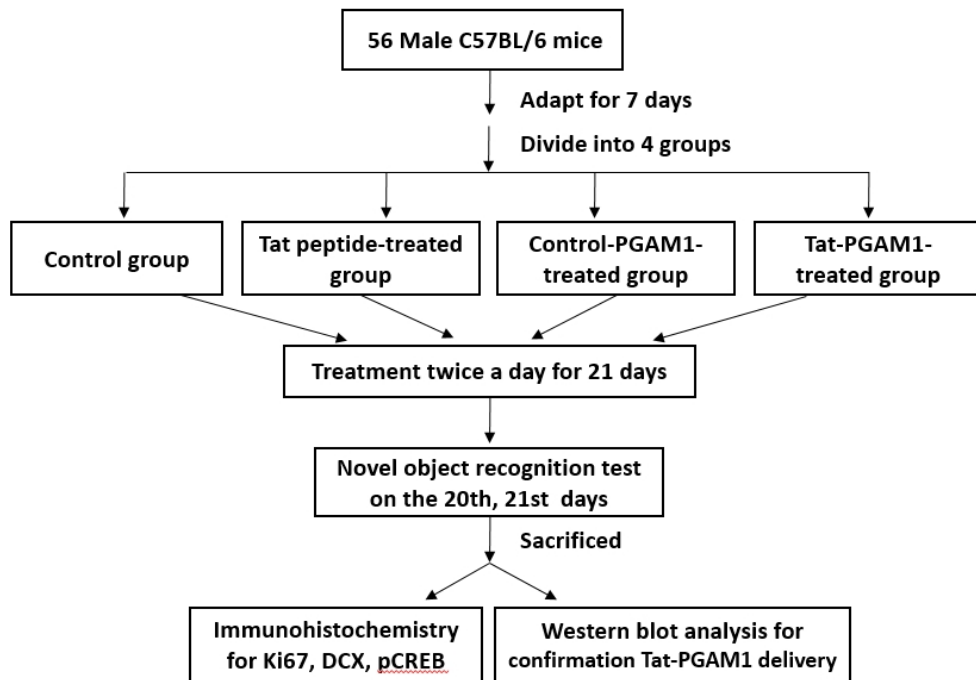 56 Male C57BL/6 mice
Adapt for 7 days
Divide into 4 groups
Control group
Tat peptide-treated
group
Control-PGAM1-
treated group
Tat-PGAM1-
treated group
Treatment twice a day for 21 days
Novel object recognition test
on the 20th, 21st days
Sacrificed
Immunohistochemistry
for Ki67, DCX, pCREB
Western blot analysis for
confirmation Tat-PGAM1 delivery